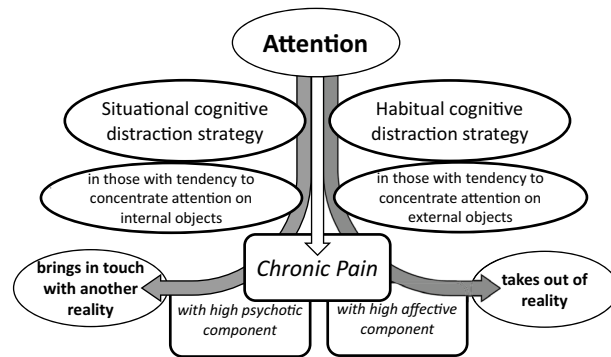 Attention
Situational cognitive
distraction strategy
Habitual cognitive
distraction strategy
in those with tendency to
concentrate attention on
internal objects
in those with tendency to
concentrate attention on
external objects
Chronic Pain
brings in touch
with another
reality
takes out of
reality
with high psychotic
component
with high affective
component